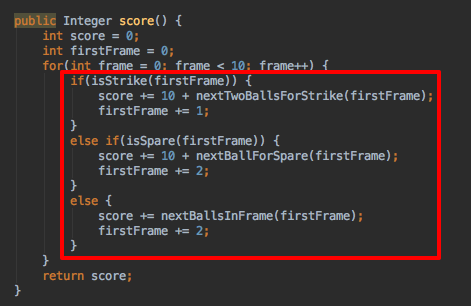 public Integer score() {
    int score = 0;
    int firstFrame = 0;
    for(int frame = 0; frame < 10; frame++) {
        if(isStrike(firstFrame)) {
            score += 10 + nextTwoBallsForStrike(firstFrame);
            firstFrame += 1;
        }
        else if(isSpare(firstFrame)) {
            score += 10 + nextBallForSpare(firstFrame);
            firstFrame += 2;
        }
        else {
            score += nextBallsInFrame(firstFrame);
            firstFrame += 2;
        }
    }
    return score;
}